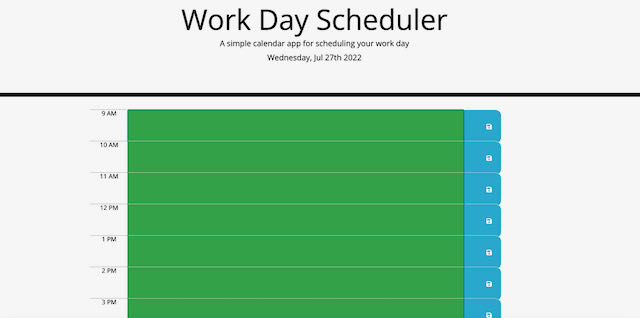 Work Day Scheduler
A simple calendar app for scheduling your work day
Wednesday, Jul 27th 2022
9 AM
10 AM
11 AM
12 PM
1 PM
2 PM
3 PM